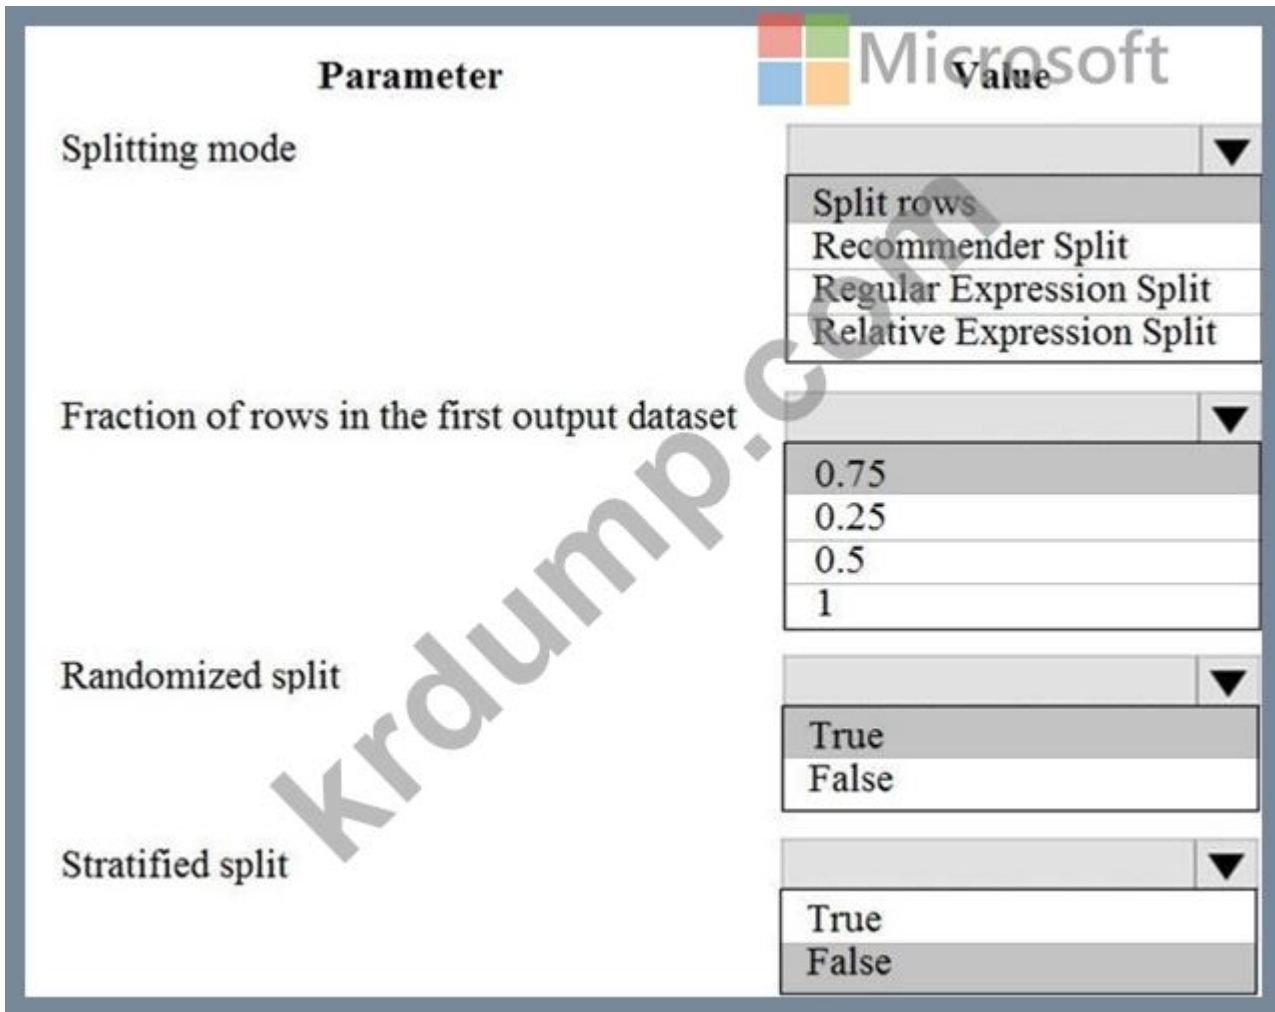 Parameter
Microsoft
Value
Splitting mode
Split rows
Recommender Split
Regular Expression Split
Relative Expression Split
Fraction of rows in the first output dataset
0.75
0.25
0.5
1
Randomized split
True
False
Stratified split
True
False
krdump.com